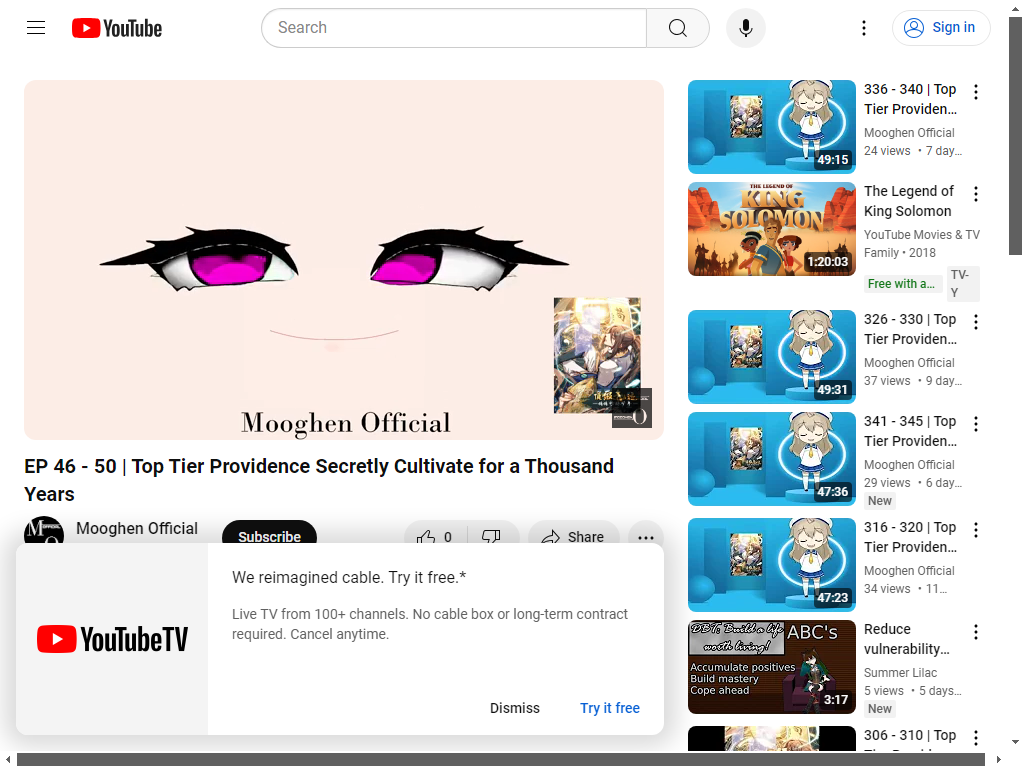 YouTube
Search
Sign in
Mooghen Official
EP 46 - 50 | Top Tier Providence Secretly Cultivate for a Thousand
Years
Mooghen Official
Subscribe
0
Share
We reimagined cable. Try it free.*
Live TV from 100+ channels. No cable box or long-term contract
required. Cancel anytime.
YouTubeTV
Dismiss
Try it free
49:15
336 - 340 | Top
Tier Providen...
Mooghen Official
24 views • 7 day...
THE LEGEND OF
KING
SOLOMON
1:20:03
The Legend of
King Solomon
YouTube Movies & TV
Family • 2018
Free with a...
TV-
Y
49:31
326 - 330 | Top
Tier Providen...
Mooghen Official
37 views • 9 day...
47:36
341 - 345 | Top
Tier Providen...
Mooghen Official
29 views • 6 day...
New
47:23
316 - 320 | Top
Tier Providen...
Mooghen Official
34 views • 11...
DBT: Build a life
worth living!
ABC's
Accumulate positives
Build mastery
Cope ahead
3:17
Reduce
vulnerability...
Summer Lilac
5 views • 5 days...
New
306 - 310 | Top